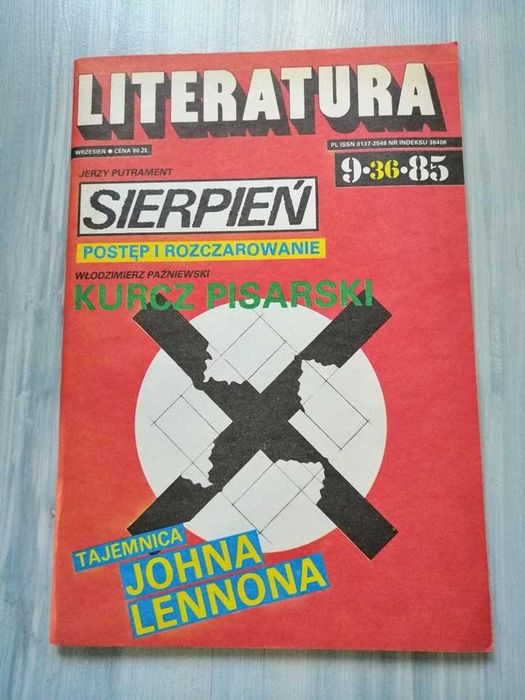 LITERATURA
WRZESIEŃ ● CENA 80 ZŁ
PL ISSN 0137-2548 NR INDEKSU 36406
9•36•85
JERZY PUTRAMENT
SIERPIEŃ
POSTĘP I ROZCZAROWANIE
WŁODZIMIERZ PAŹNIEWSKI
KURCZ PISARSKI
TAJEMNICA
JOHNA
LENNONA